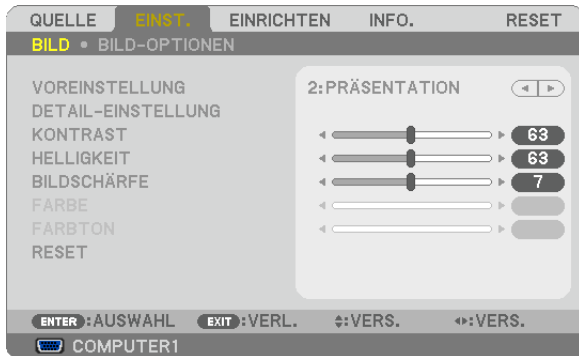 QUELLE EINST. EINRICHTEN INFO. RESET
BILD • BILD-OPTIONEN
VOREINSTELLUNG 2:PRÄSENTATION
DETAIL-EINSTELLUNG
KONTRAST 63
HELLIGKEIT 63
BILDSCHÄRFE 7
FARBE
FARBTON
RESET
ENTER:AUSWAHL EXIT:VERL. ♦:VERS. ◂▸:VERS.
COMPUTER1